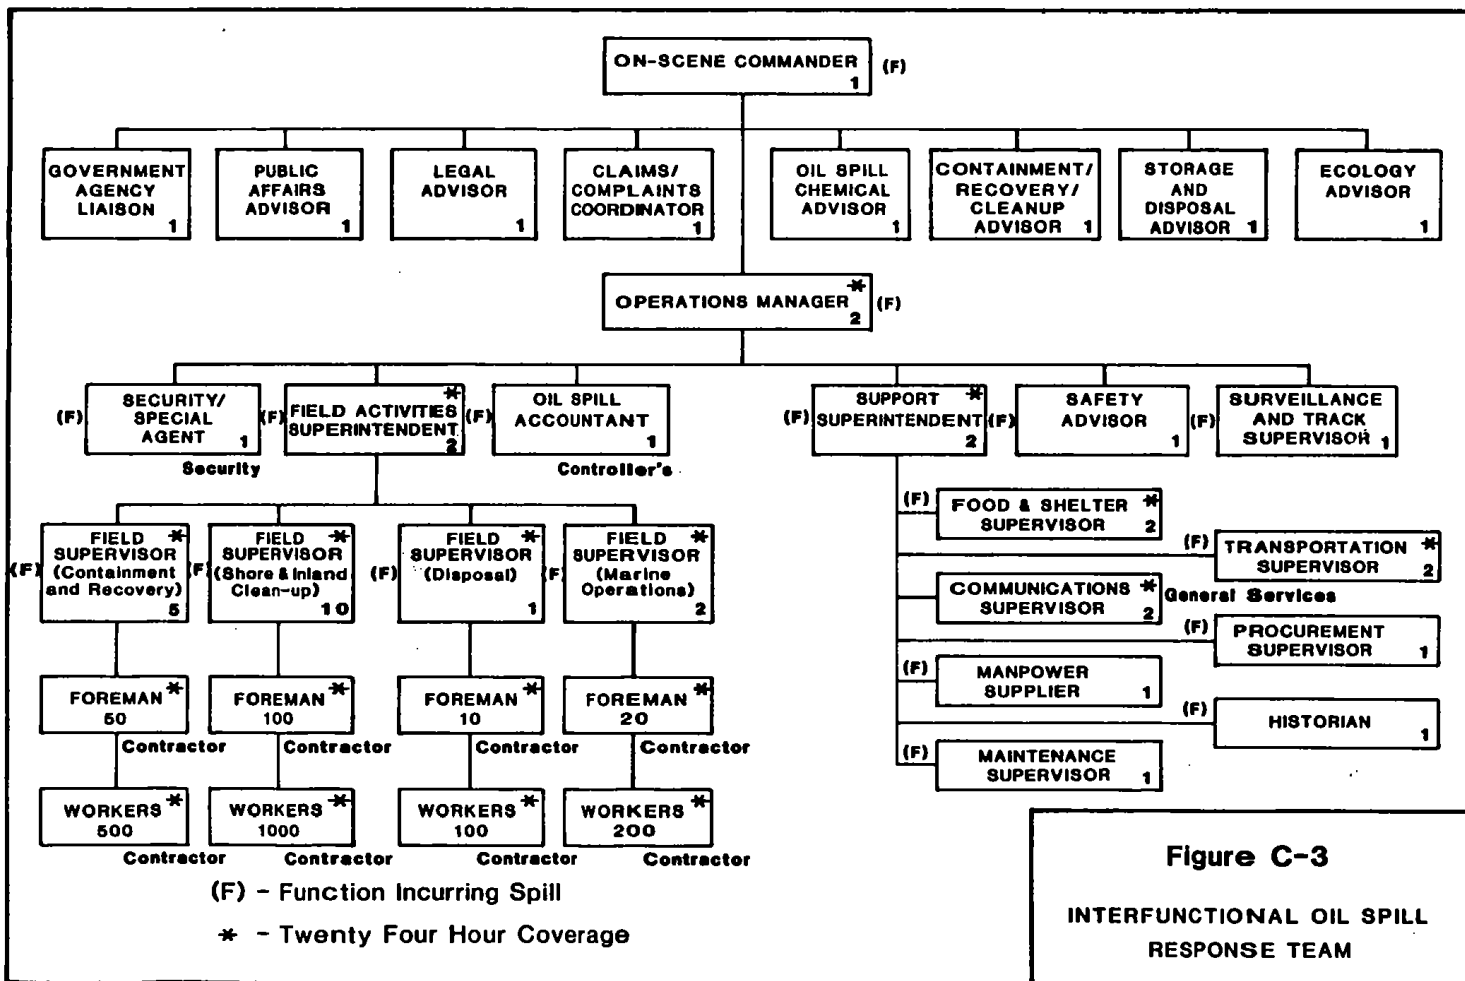 ON-SCENE COMMANDER
1
(F)
GOVERNMENT
AGENCY
LIAISON
1
PUBLIC
AFFAIRS
ADVISOR
1
LEGAL
ADVISOR
1
CLAIMS/
COMPLAINTS
COORDINATOR
1
OIL SPILL
CHEMICAL
ADVISOR
1
CONTAINMENT/
RECOVERY/
CLEANUP
ADVISOR 1
STORAGE
AND
DISPOSAL
ADVISOR 1
ECOLOGY
ADVISOR
1
OPERATIONS MANAGER *
2
(F)
(F)
SECURITY/
SPECIAL
AGENT
1
Security
(F)
*
FIELD ACTIVITIES
SUPERINTENDENT
2
(F)
OIL SPILL
ACCOUNTANT
1
Controller's
(F)
SUPPORT *
SUPERINTENDENT
2
(F)
SAFETY
ADVISOR
1
(F)
SURVEILLANCE
AND TRACK
SUPERVISOR 1
(F)
FIELD *
SUPERVISOR
(Containment
and Recovery)
5
(F)
FIELD *
SUPERVISOR
(Shore & Inland
Clean-up)
10
(F)
FIELD *
SUPERVISOR
(Disposal)
1
(F)
FIELD *
SUPERVISOR
(Marine
Operations)
2
FOREMAN *
50
Contractor
FOREMAN *
100
Contractor
FOREMAN *
10
Contractor
FOREMAN *
20
Contractor
WORKERS *
500
Contractor
WORKERS *
1000
Contractor
WORKERS *
100
Contractor
WORKERS *
200
Contractor
(F)
FOOD & SHELTER *
SUPERVISOR 2
(F)
TRANSPORTATION *
SUPERVISOR 2
COMMUNICATIONS *
SUPERVISOR 2
General Services
(F)
PROCUREMENT
SUPERVISOR 1
(F)
MANPOWER
SUPPLIER 1
(F)
HISTORIAN
1
(F)
MAINTENANCE
SUPERVISOR 1
(F) - Function Incurring Spill
* - Twenty Four Hour Coverage
Figure C-3
INTERFUNCTIONAL OIL SPILL
RESPONSE TEAM